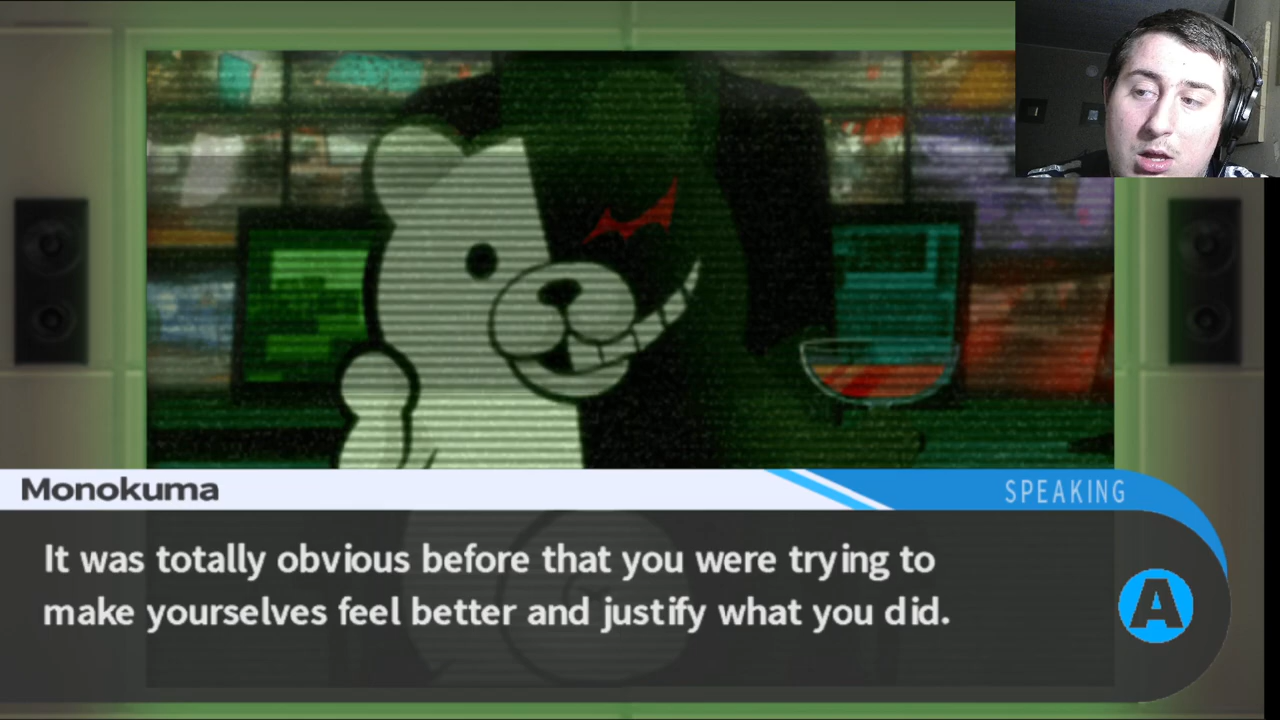 Monokuma
SPEAKING
It was totally obvious before that you were trying to
make yourselves feel better and justify what you did.
A